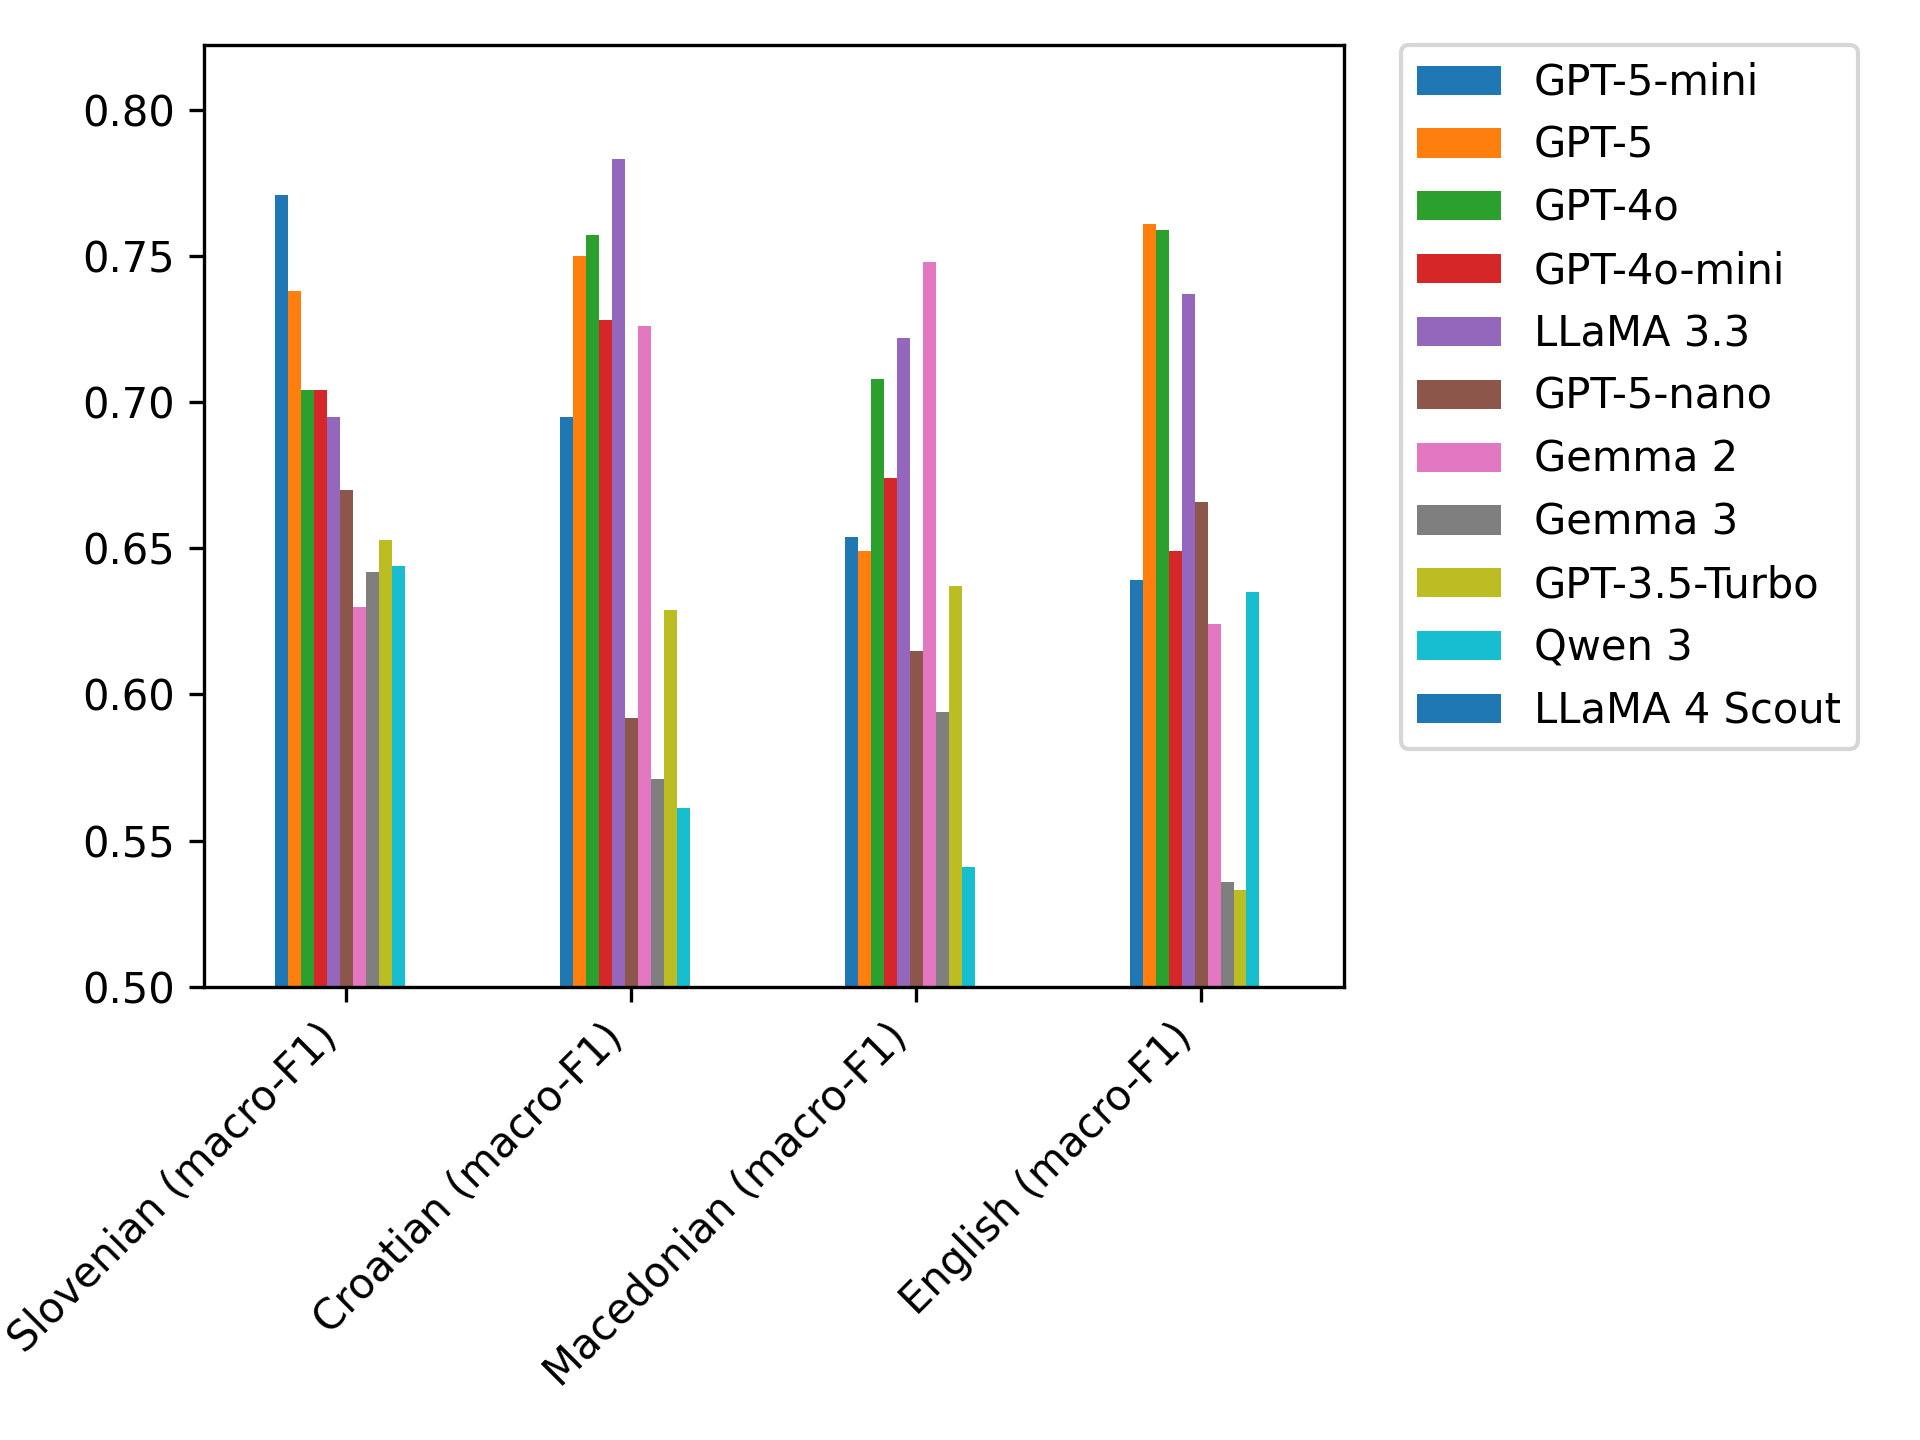 0.80
0.75
0.70
0.65
0.60
0.55
0.50
Slovenian (macro-F1)
Croatian (macro-F1)
Macedonian (macro-F1)
English (macro-F1)
GPT-5-mini
GPT-5
GPT-4o
GPT-4o-mini
LLaMA 3.3
GPT-5-nano
Gemma 2
Gemma 3
GPT-3.5-Turbo
Qwen 3
LLaMA 4 Scout